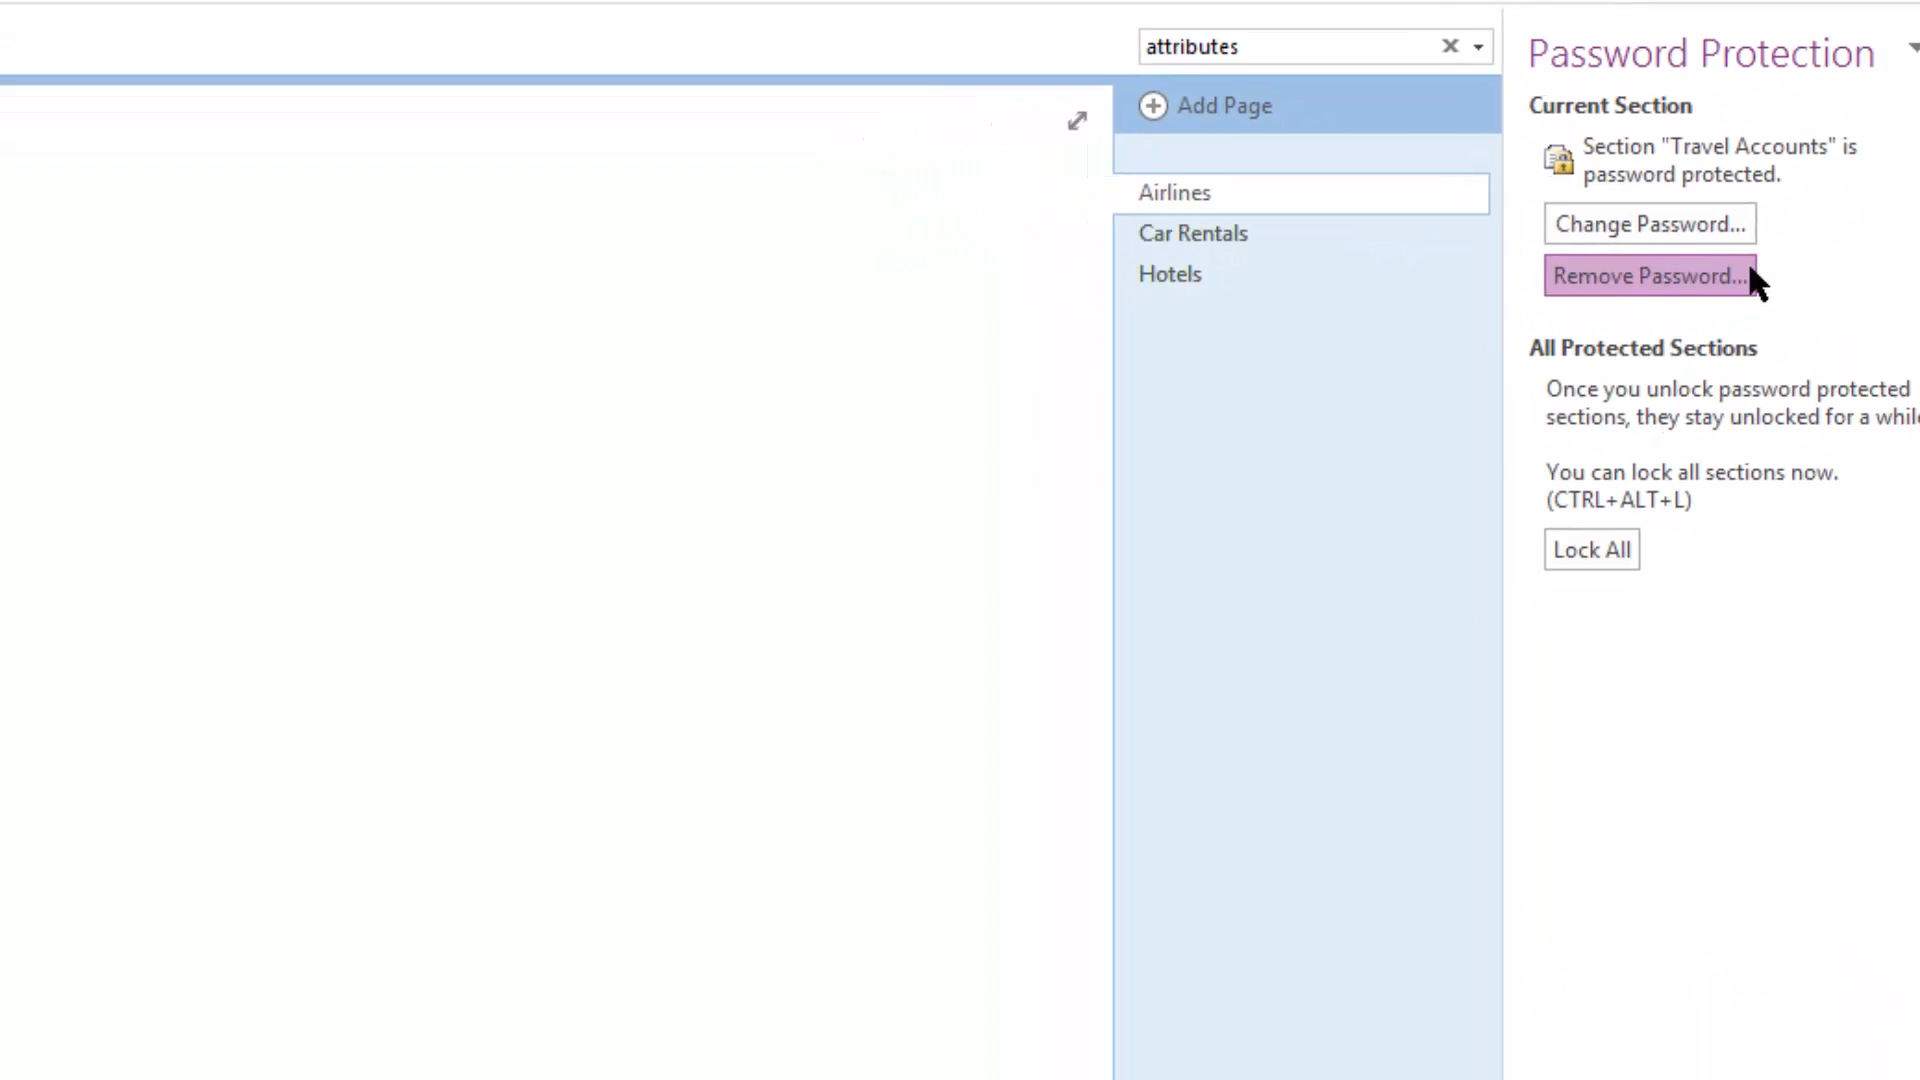 attributes
Add Page
Airlines
Car Rentals
Hotels
Password Protection
Current Section
Section "Travel Accounts" is
password protected.
Change Password...
Remove Password...
All Protected Sections
Once you unlock password protected
sections, they stay unlocked for a while
You can lock all sections now.
(CTRL+ALT+L)
Lock All